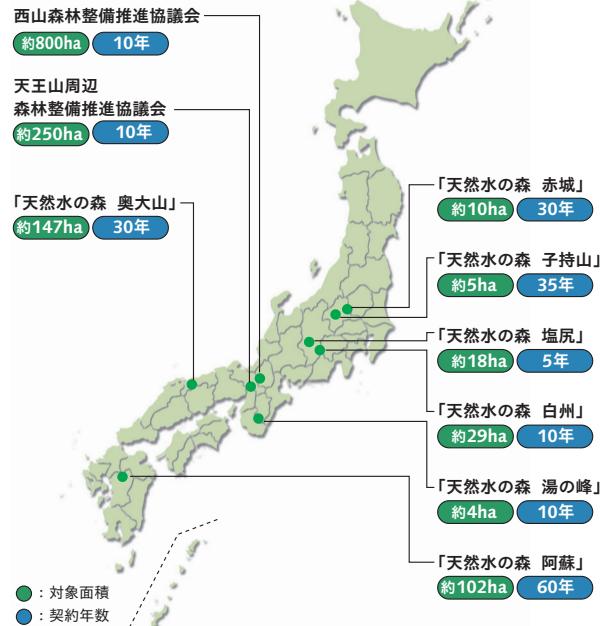 西山森林整備推進協議会
約800ha 10年
天王山周辺
森林整備推進協議会
約250ha 10年
「天然水の森 奥大山」
約147ha 30年
「天然水の森 赤城」
約10ha 30年
「天然水の森 子持山」
約5ha 35年
「天然水の森 塩尻」
約18ha 5年
「天然水の森 白州」
約29ha 10年
「天然水の森 湯の峰」
約4ha 10年
「天然水の森 阿蘇」
約102ha 60年
：対象面積
：契約年数